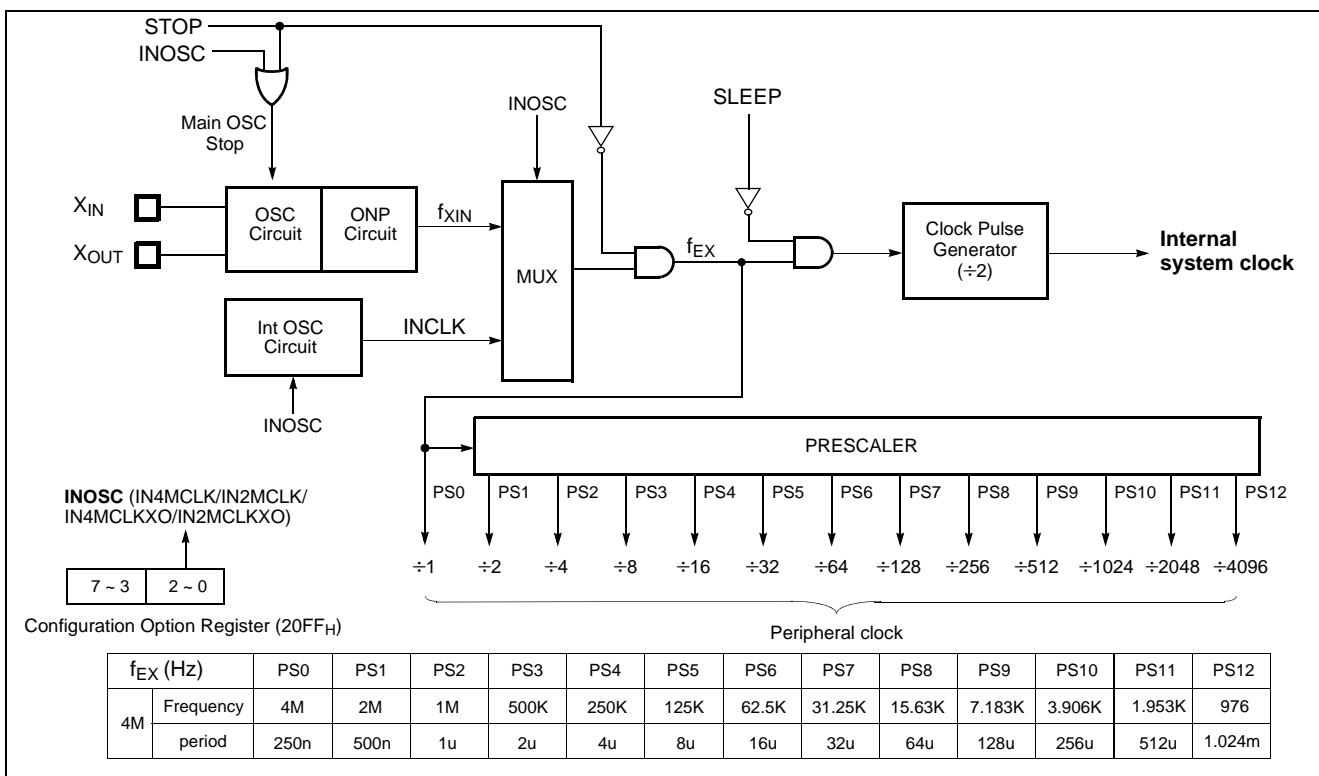 STOP
INOSC
Main OSC
Stop
INOSC
SLEEP
XIN
XOUT
OSC
Circuit
ONP
Circuit
fXIN
MUX
fEX
Clock Pulse
Generator
(÷2)
Internal
system clock
Int OSC
Circuit
INCLK
INOSC
PRESCALER
PS0 PS1 PS2 PS3 PS4 PS5 PS6 PS7 PS8 PS9 PS10 PS11 PS12
÷1 ÷2 ÷4 ÷8 ÷16 ÷32 ÷64 ÷128 ÷256 ÷512 ÷1024 ÷2048 ÷4096
Peripheral clock
INOSC (IN4MCLK/IN2MCLK/
IN4MCLKXO/IN2MCLKXO)
7 ~ 3 2 ~ 0
Configuration Option Register (20FFH)
fEX (Hz) PS0 PS1 PS2 PS3 PS4 PS5 PS6 PS7 PS8 PS9 PS10 PS11 PS12
4M Frequency 4M 2M 1M 500K 250K 125K 62.5K 31.25K 15.63K 7.183K 3.906K 1.953K 976
period 250n 500n 1u 2u 4u 8u 16u 32u 64u 128u 256u 512u 1.024m